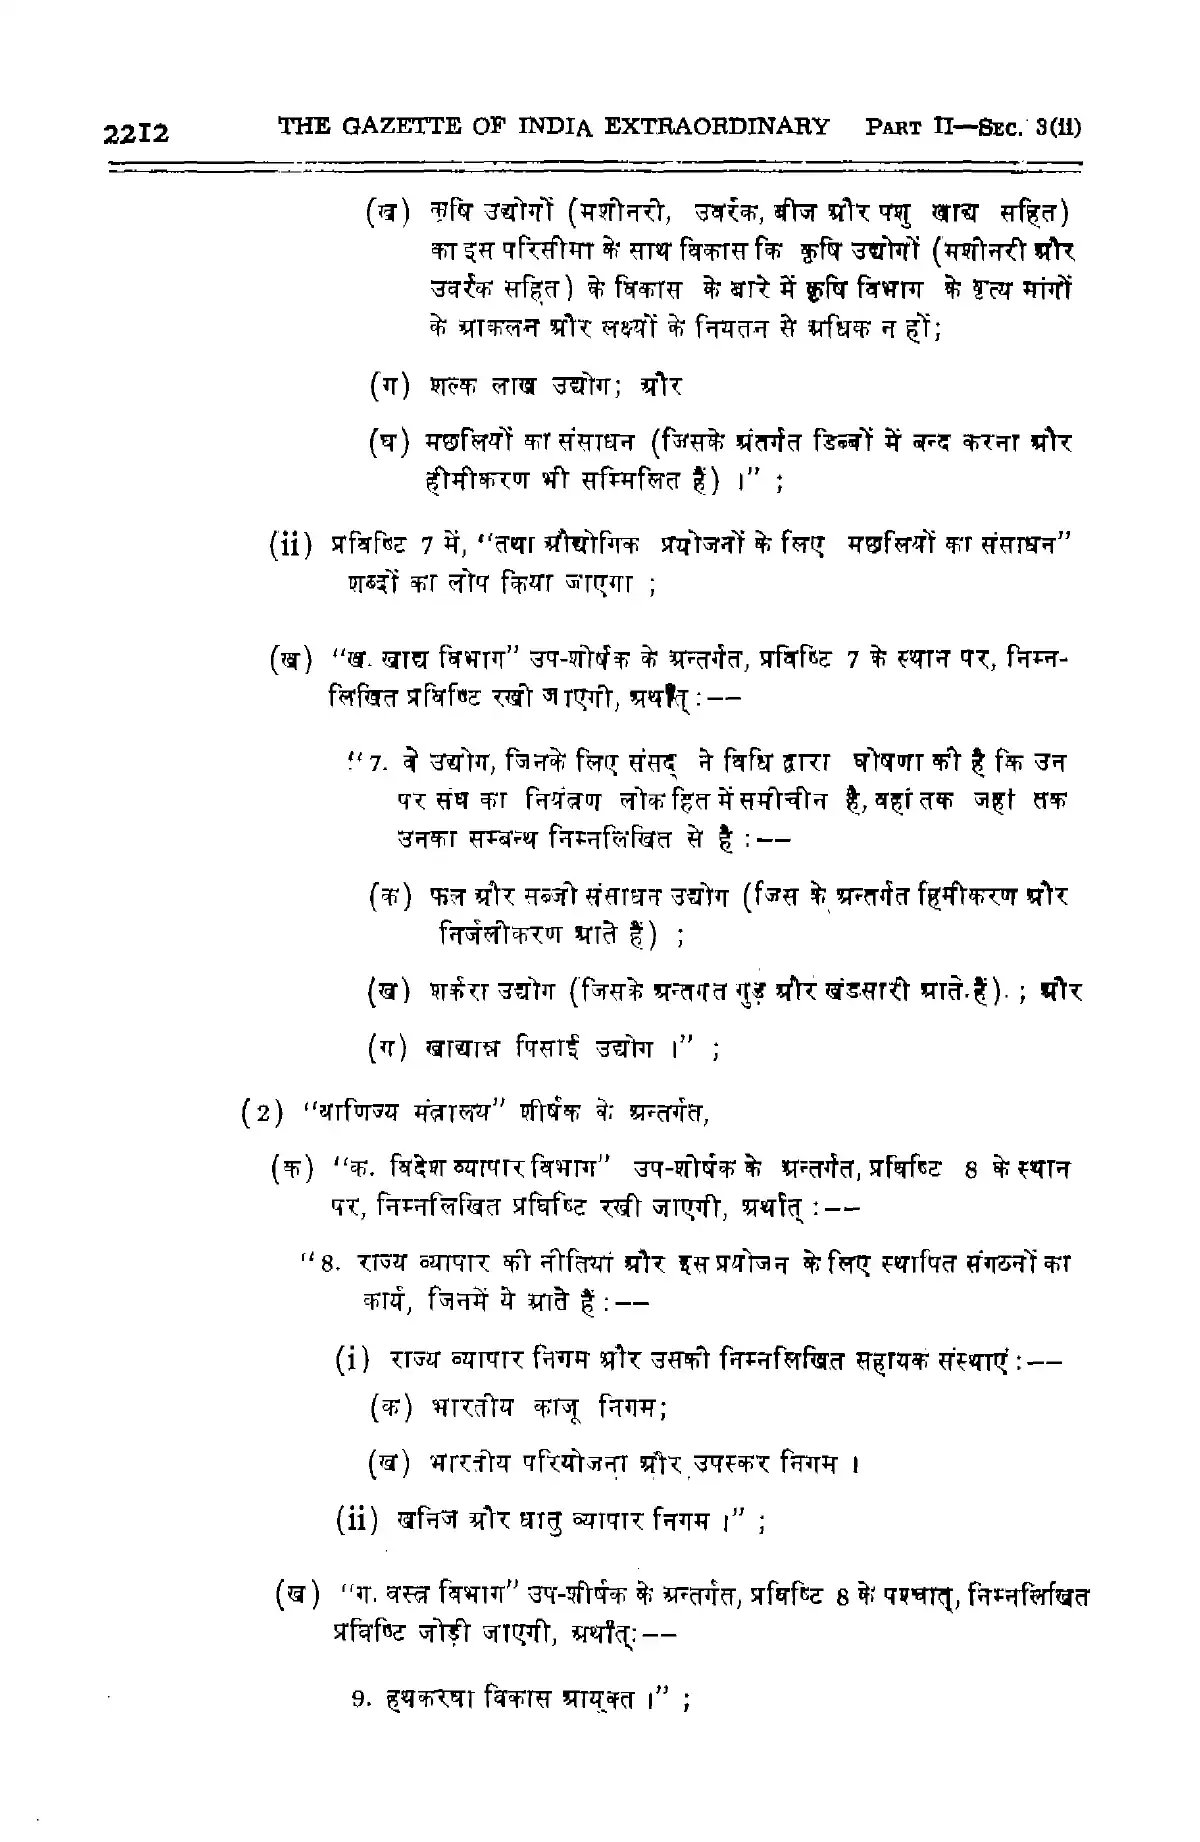 2212 THE GAZETTE OF INDIA EXTRAORDINARY PART II—SEC. 3(ii)
(ख) कृषि उद्योगों (मशीनरी, उर्वरक, बीज और पशु खाद्य सहित)
का इस परिसीमा के साथ विकास कि कृषि उद्योगों (मशीनरी और
उर्वरक सहित) के विकास के बारे में कृषि विभाग के कृत्य मांगों
के आकलन और लक्ष्यों के नियतन से अधिक न हों;
(ग) शल्क लाख उद्योग; और
(घ) मछलियों का संसाधन (जिसके अंतर्गत डिब्बों में बन्द करना और
हीमीकरण भी सम्मिलित हैं) ।” ;
(ii) प्रविष्टि 7 में, “तथा औद्योगिक प्रयोजनों के लिए मछलियों का संसाधन”
शब्दों का लोप किया जाएगा ;
(ख) “ख. खाद्य विभाग” उप-शीर्षक के अन्तर्गत, प्रविष्टि 7 के स्थान पर, निम्न-
लिखित प्रविष्टि रखी जाएगी, अर्थात् :--
“7. वे उद्योग, जिनके लिए संसद् ने विधि द्वारा घोषणा की है कि उन
पर संघ का नियंत्रण लोक हित में समीचीन है, वहां तक जहां तक
उनका सम्बन्ध निम्नलिखित से है :--
(क) फल और सब्जी संसाधन उद्योग (जिस के अन्तर्गत हिमीकरण और
निर्जलीकरण आते हैं) ;
(ख) शर्करा उद्योग (जिसके अन्तर्गत गुड़ और खंडसारी आते हैं) ; और
(ग) खाद्यान्न पिसाई उद्योग ।” ;
(2) “वाणिज्य मंत्रालय” शीर्षक के अन्तर्गत,
(क) “क. विदेश व्यापार विभाग” उप-शीर्षक के अन्तर्गत, प्रविष्टि 8 के स्थान
पर, निम्नलिखित प्रविष्टि रखी जाएगी, अर्थात् :--
“8. राज्य व्यापार की नीतियां और इस प्रयोजन के लिए स्थापित संगठनों का
कार्य, जिनमें ये आते हैं :--
(i) राज्य व्यापार निगम और उसकी निम्नलिखित सहायक संस्थाएं :--
(क) भारतीय काजू निगम;
(ख) भारतीय परियोजना और उपस्कर निगम ।
(ii) खनिज और धातु व्यापार निगम ।” ;
(ख) “ग. वस्त्र विभाग” उप-शीर्षक के अन्तर्गत, प्रविष्टि 8 के पश्चात्, निम्नलिखित
प्रविष्टि जोड़ी जाएगी, अर्थात्:--
9. हथकरघा विकास आयुक्त ।” ;